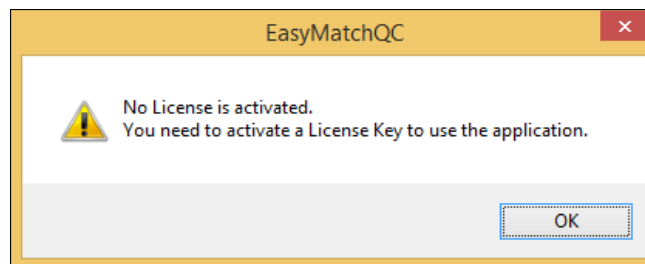 EasyMatchQC
No License is activated.
You need to activate a License Key to use the application.
OK